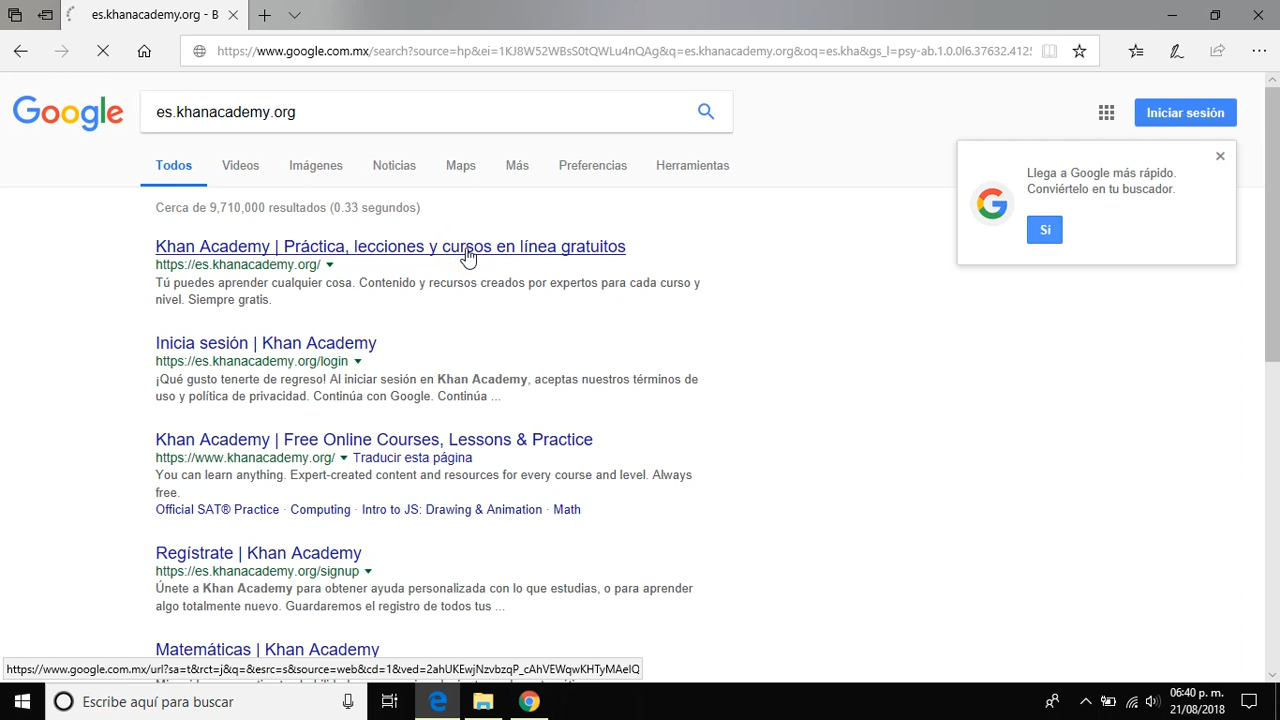 es.khanacademy.org - B
https://www.google.com.mx/search?source=hp&ei=1KJ8W52WBsS0tQWLu4nQAg&q=es.khanacademy.org&oq=es.kha&gs_l=psy-ab.1.0.0l6.37632.4125
Google
es.khanacademy.org
Iniciar sesión
Todos Videos Imágenes Noticias Maps Más Preferencias Herramientas
Llega a Google más rápido.
Conviértelo en tu buscador.
Sí
Cerca de 9,710,000 resultados (0.33 segundos)
Khan Academy | Práctica, lecciones y cursos en línea gratuitos
https://es.khanacademy.org/
Tú puedes aprender cualquier cosa. Contenido y recursos creados por expertos para cada curso y
nivel. Siempre gratis.
Inicia sesión | Khan Academy
https://es.khanacademy.org/login
¡Qué gusto tenerte de regreso! Al iniciar sesión en Khan Academy, aceptas nuestros términos de
uso y política de privacidad. Continúa con Google. Continúa ...
Khan Academy | Free Online Courses, Lessons & Practice
https://www.khanacademy.org/ Traducir esta página
You can learn anything. Expert-created content and resources for every course and level. Always
free.
Official SAT® Practice · Computing · Intro to JS: Drawing & Animation · Math
Regístrate | Khan Academy
https://es.khanacademy.org/signup
Únete a Khan Academy para obtener ayuda personalizada con lo que estudias, o para aprender
algo totalmente nuevo. Guardaremos el registro de todos tus ...
Matemáticas | Khan Academy
https://www.google.com.mx/url?sa=t&rct=j&q=&esrc=s&source=web&cd=1&ved=2ahUKEwjNzvbzqP_cAhVEWqwKHTyMAeIQ
Escribe aquí para buscar
06:40 p. m.
21/08/2018